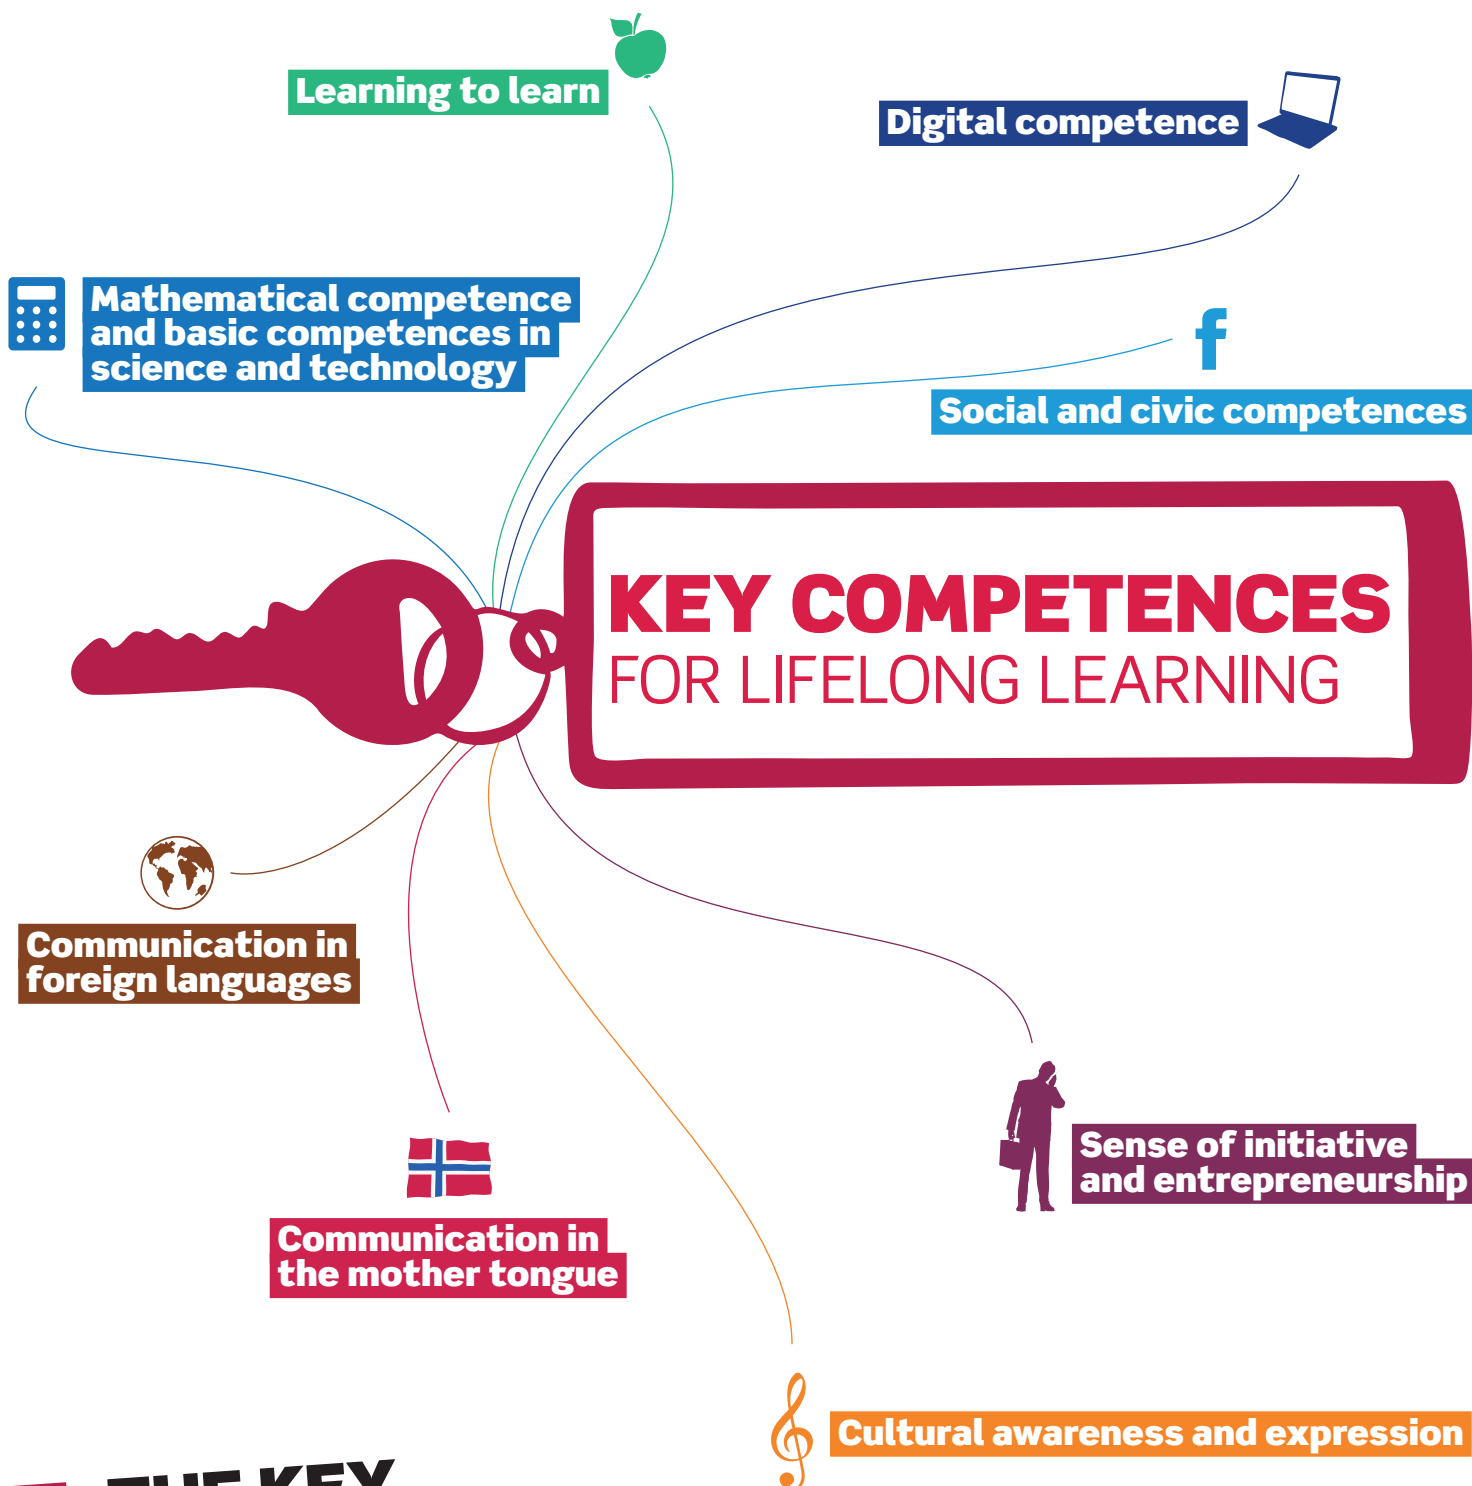 Learning to learn
Digital competence
Mathematical competence
and basic competences in
science and technology
f
Social and civic competences
KEY COMPETENCES
FOR LIFELONG LEARNING
Communication in
foreign languages
Sense of initiative
and entrepreneurship
Communication in
the mother tongue
Cultural awareness and expression
THE KEY